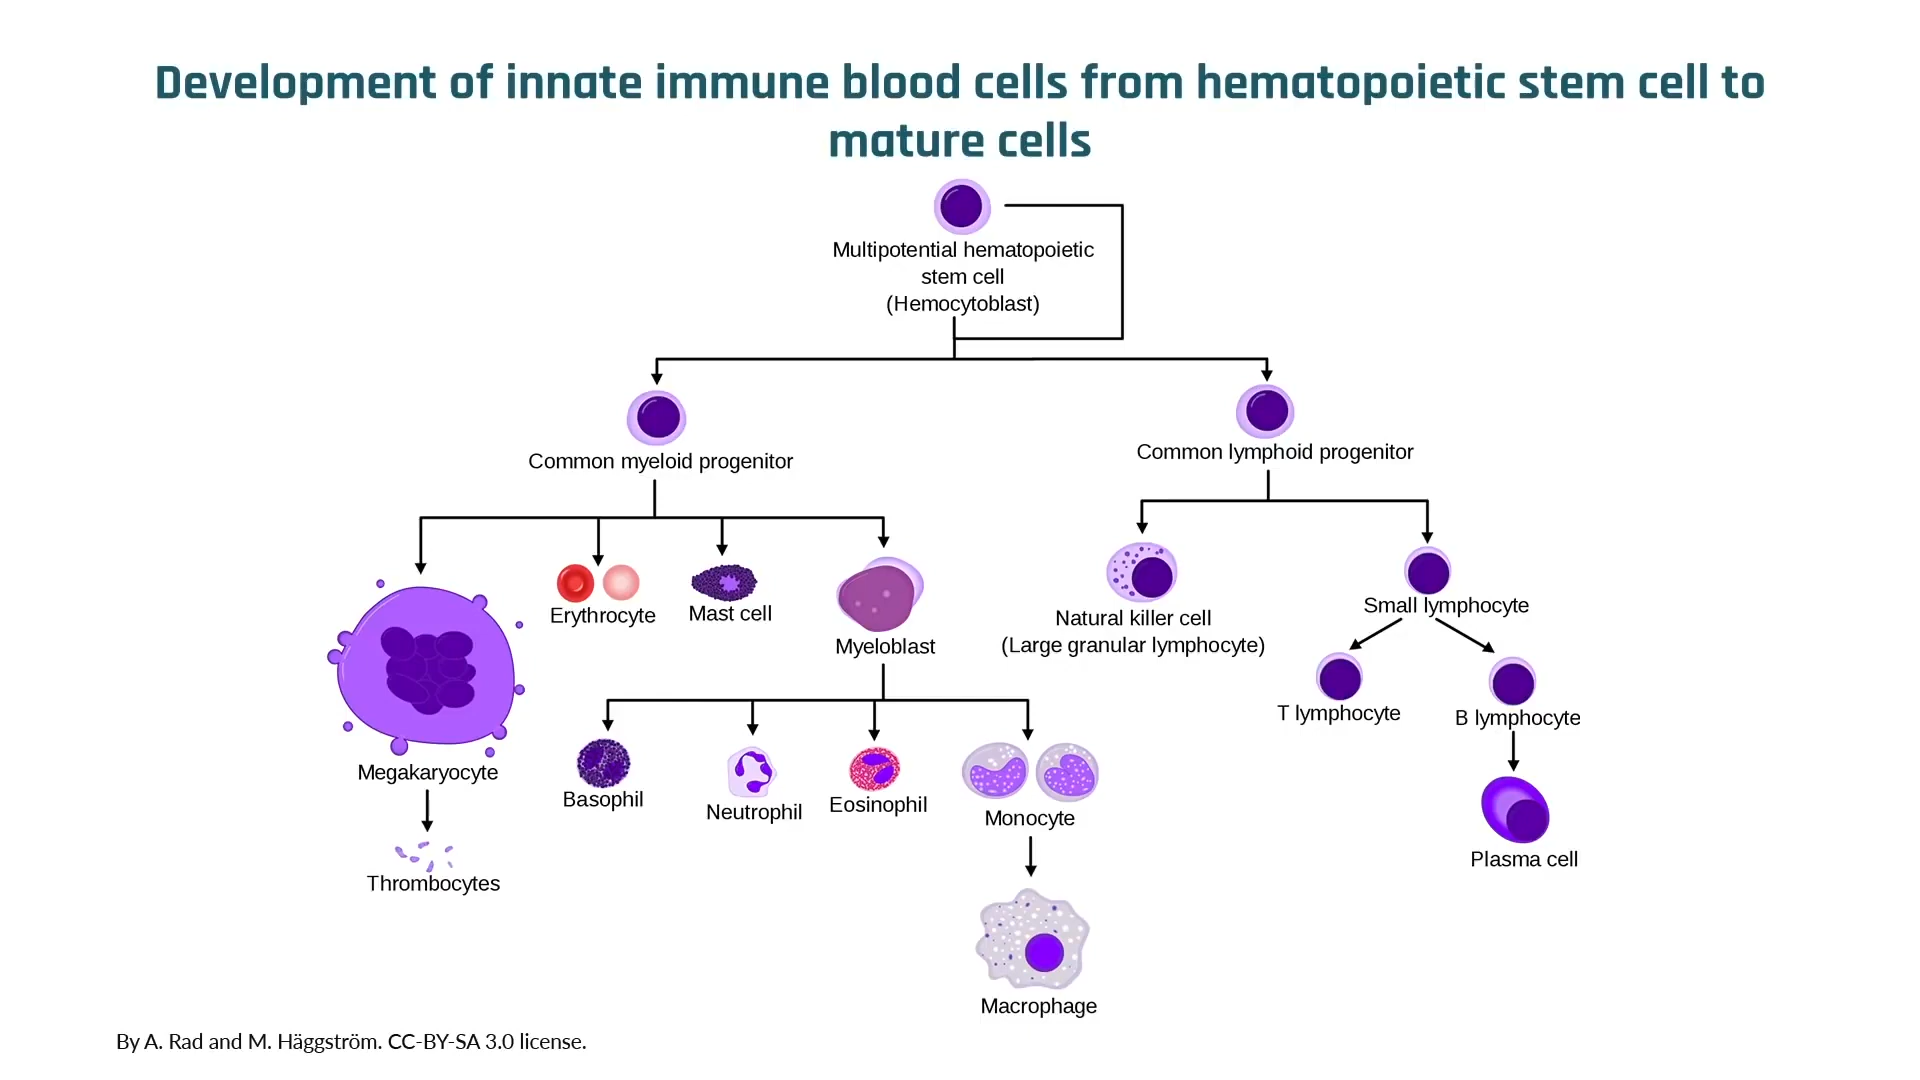 Development of innate immune blood cells from hematopoietic stem cell to
mature cells
Multipotential hematopoietic
stem cell
(Hemocytoblast)
Common myeloid progenitor
Common lymphoid progenitor
Erythrocyte
Mast cell
Myeloblast
Natural killer cell
(Large granular lymphocyte)
Small lymphocyte
T lymphocyte
B lymphocyte
Megakaryocyte
Basophil
Neutrophil
Eosinophil
Monocyte
Plasma cell
Thrombocytes
Macrophage
By A. Rad and M. Häggström. CC-BY-SA 3.0 license.